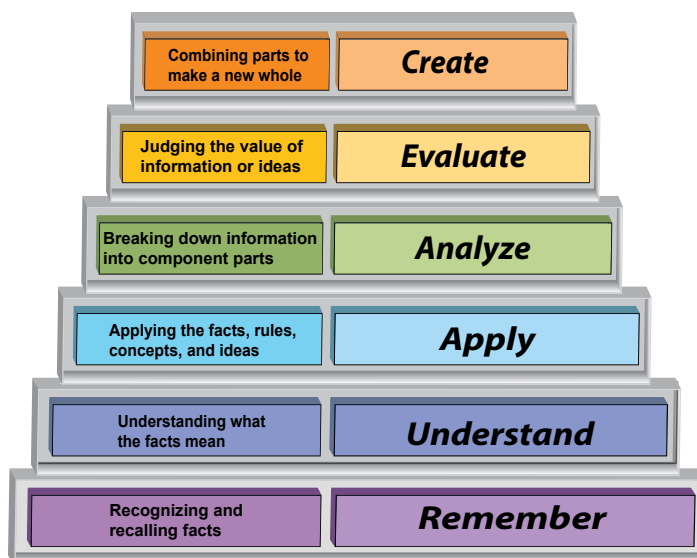 Combining parts to
make a new whole
Create
Judging the value of
information or ideas
Evaluate
Breaking down information
into component parts
Analyze
Applying the facts, rules,
concepts, and ideas
Apply
Understanding what
the facts mean
Understand
Recognizing and
recalling facts
Remember